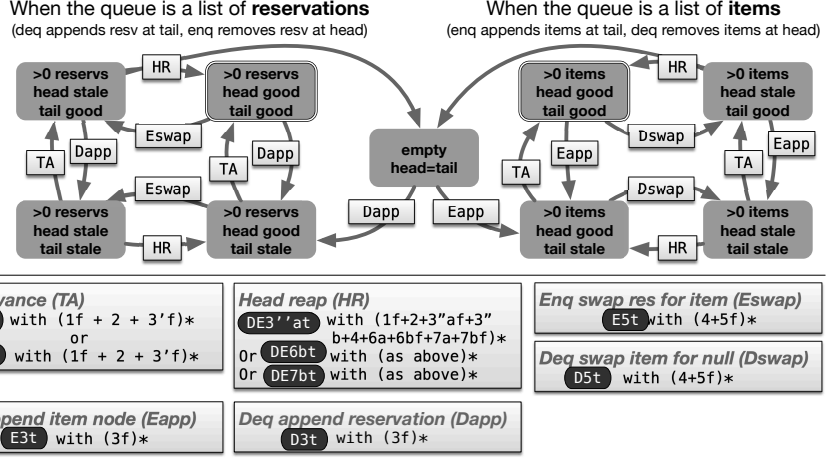 When the queue is a list of reservations
(deq appends resv at tail, enq removes resv at head)
When the queue is a list of items
(enq appends items at tail, deq removes items at head)
HR
HR
>0 reservs
head stale
tail good
>0 reservs
head good
tail good
>0 items
head good
tail good
>0 items
head stale
tail good
Eswap
Dswap
TA
Dapp
TA
Dapp
empty
head=tail
TA
Eapp
TA
Eapp
Eswap
Dswap
>0 reservs
head stale
tail stale
>0 reservs
head good
tail stale
Dapp
Eapp
>0 items
head good
tail stale
>0 items
head stale
tail stale
HR
HR
vance (TA)
with (1f + 2 + 3'f)*
or
with (1f + 2 + 3'f)*
Head reap (HR)
DE3''at with (1f+2+3”af+3”
b+4+6a+6bf+7a+7bf)*
Or DE6bt with (as above)*
Or DE7bt with (as above)*
Enq swap res for item (Eswap)
E5t with (4+5f)*
Deq swap item for null (Dswap)
D5t with (4+5f)*
pend item node (Eapp)
E3t with (3f)*
Deq append reservation (Dapp)
D3t with (3f)*